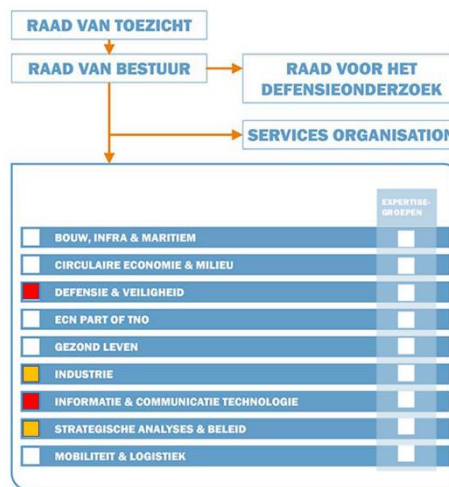 RAAD VAN TOEZICHT
RAAD VAN BESTUUR
RAAD VOOR HET
DEFENSIEONDERZOEK
SERVICES ORGANISATION
EXPERTISE-
GROEPEN
BOUW, INFRA & MARITIEM
CIRCULAIRE ECONOMIE & MILIEU
DEFENSIE & VEILIGHEID
ECN PART OF TNO
GEZOND LEVEN
INDUSTRIE
INFORMATIE & COMMUNICATIE TECHNOLOGIE
STRATEGISCHE ANALYSES & BELEID
MOBILITEIT & LOGISTIEK